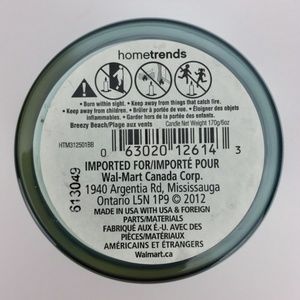 hometrends
• Burn within sight. • Keep away from things that catch fire.
• Keep away from children. • Brûler à portée de vue. • Éloigner des objets
inflammables. • Garder hors de la portée des enfants.
Breezy Beach/Plage aux vents Candle Net Weight 170g/6oz
HTM312501BB
0 63020 12614 3
613049
IMPORTED FOR/IMPORTÉ POUR
Wal-Mart Canada Corp.
1940 Argentia Rd, Mississauga
Ontario L5N 1P9 © 2012
MADE IN USA WITH USA & FOREIGN
PARTS/MATERIALS
FABRIQUÉ AUX É.-U. AVEC DES
PIÈCES/MATÉRIAUX
AMÉRICAINS ET ÉTRANGERS
Walmart.ca